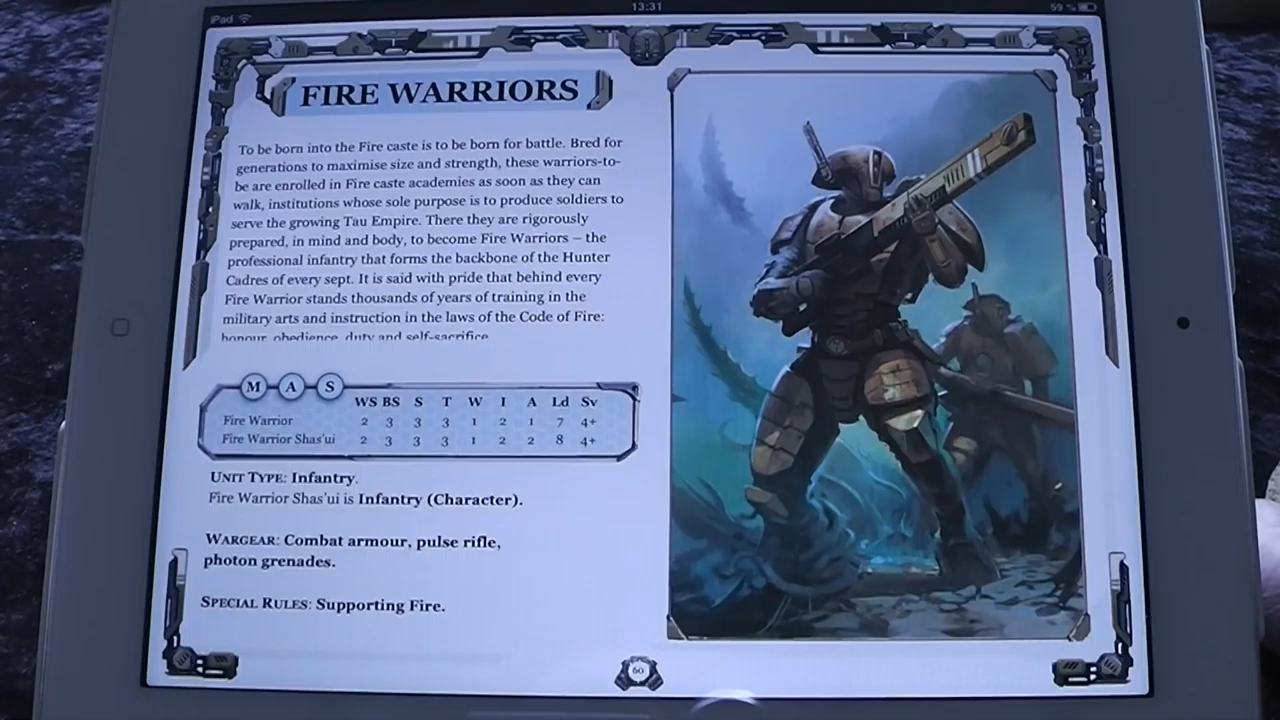 iPad
13:31
59 %
FIRE WARRIORS
To be born into the Fire caste is to be born for battle. Bred for
generations to maximise size and strength, these warriors-to-
be are enrolled in Fire caste academies as soon as they can
walk, institutions whose sole purpose is to produce soldiers to
serve the growing Tau Empire. There they are rigorously
prepared, in mind and body, to become Fire Warriors – the
professional infantry that forms the backbone of the Hunter
Cadres of every sept. It is said with pride that behind every
Fire Warrior stands thousands of years of training in the
military arts and instruction in the laws of the Code of Fire:
honour, obedience, duty and self-sacrifice
M A S
WS BS S T W I A Ld Sv
Fire Warrior 2 3 3 3 1 2 1 7 4+
Fire Warrior Shas'ui 2 3 3 3 1 2 2 8 4+
UNIT TYPE: Infantry.
Fire Warrior Shas'ui is Infantry (Character).
WARGEAR: Combat armour, pulse rifle,
photon grenades.
SPECIAL RULES: Supporting Fire.
60